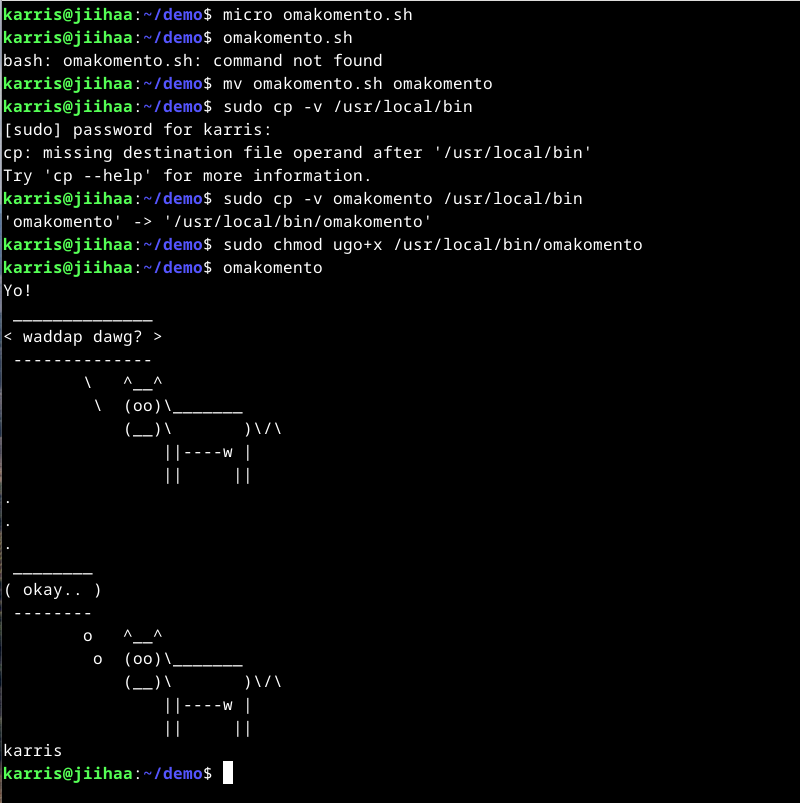 karris@jiihaa:~/demo$ micro omakomento.sh
karris@jiihaa:~/demo$ omakomento.sh
bash: omakomento.sh: command not found
karris@jiihaa:~/demo$ mv omakomento.sh omakomento
karris@jiihaa:~/demo$ sudo cp -v /usr/local/bin
[sudo] password for karris:
cp: missing destination file operand after '/usr/local/bin'
Try 'cp --help' for more information.
karris@jiihaa:~/demo$ sudo cp -v omakomento /usr/local/bin
'omakomento' -> '/usr/local/bin/omakomento'
karris@jiihaa:~/demo$ sudo chmod ugo+x /usr/local/bin/omakomento
karris@jiihaa:~/demo$ omakomento
Yo!
 ______________
< waddap dawg? >
 --------------
        \   ^__^
         \  (oo)\_______
            (__)\       )\/\
                ||----w |
                ||     ||
.
.
.
 ________
( okay.. )
 --------
        o   ^__^
         o  (oo)\_______
            (__)\       )\/\
                ||----w |
                ||     ||
karris
karris@jiihaa:~/demo$